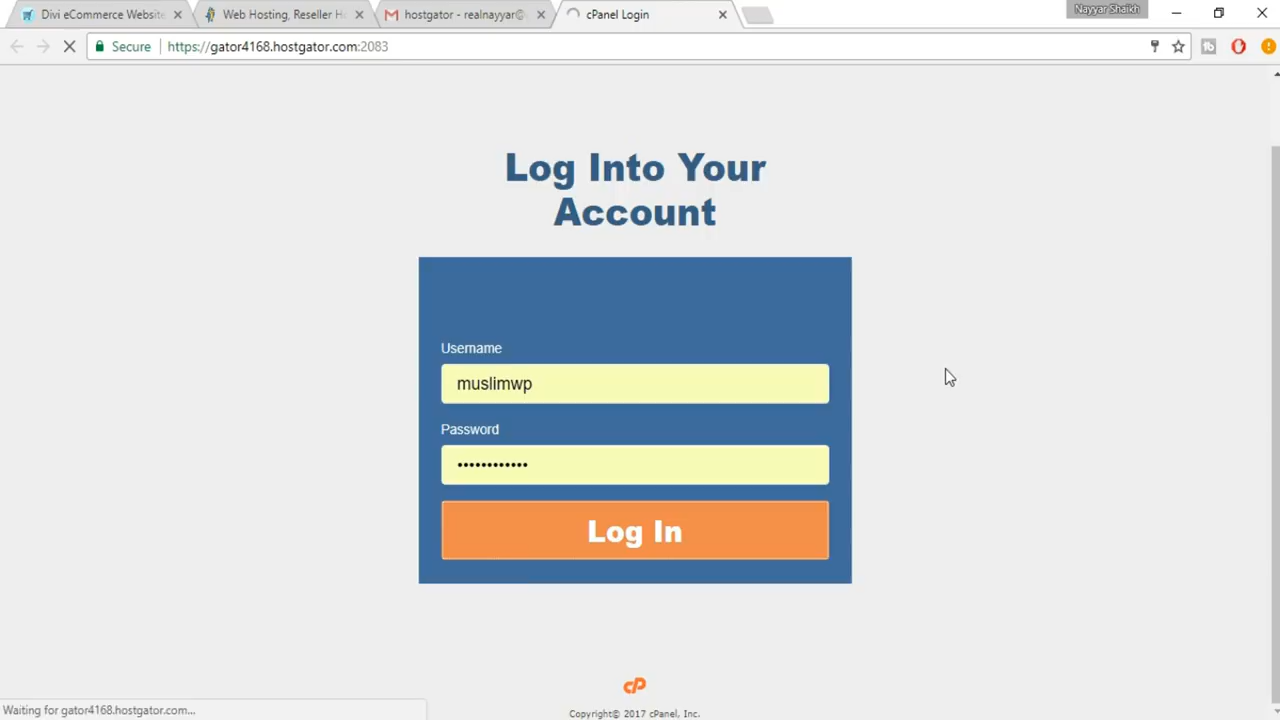 Divi eCommerce Website
Web Hosting, Reseller H
hostgator - realnayyar@
cPanel Login
Nayyar Shaikh
Secure
https://gator4168.hostgator.com:2083
Log Into Your
Account
Username
muslimwp
Password
••••••••••••
Log In
cP
Waiting for gator4168.hostgator.com...
Copyright© 2017 cPanel, Inc.